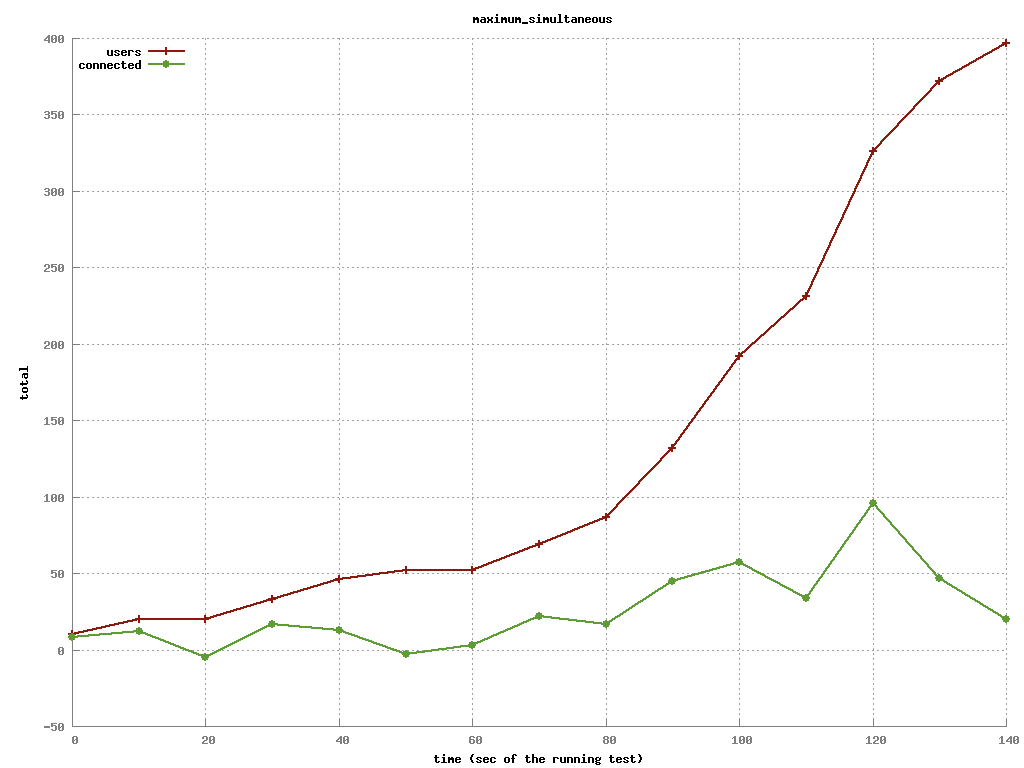 maximum_simultaneous
users
connected
400
350
300
250
200
150
100
50
0
-50
total
0 20 40 60 80 100 120 140
time (sec of the running test)